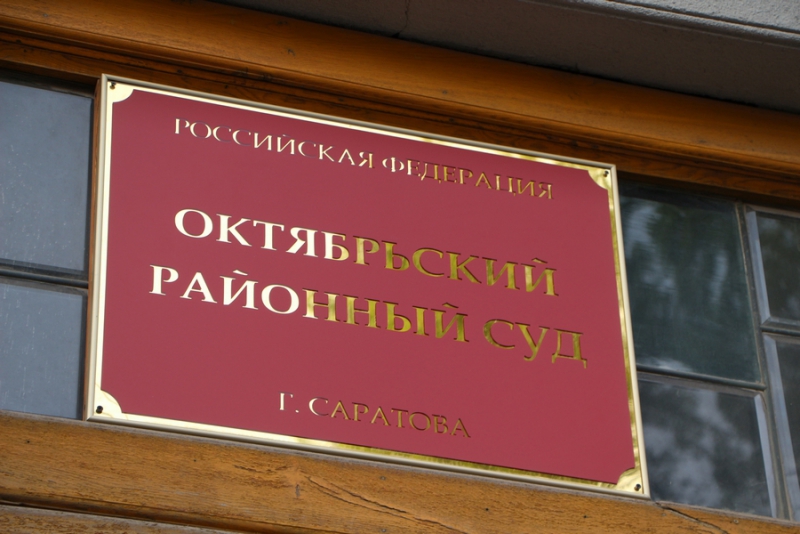 РОССИЙСКАЯ ФЕДЕРАЦИЯ
ОКТЯБРЬСКИЙ
РАЙОННЫЙ СУД
Г. САРАТОВА